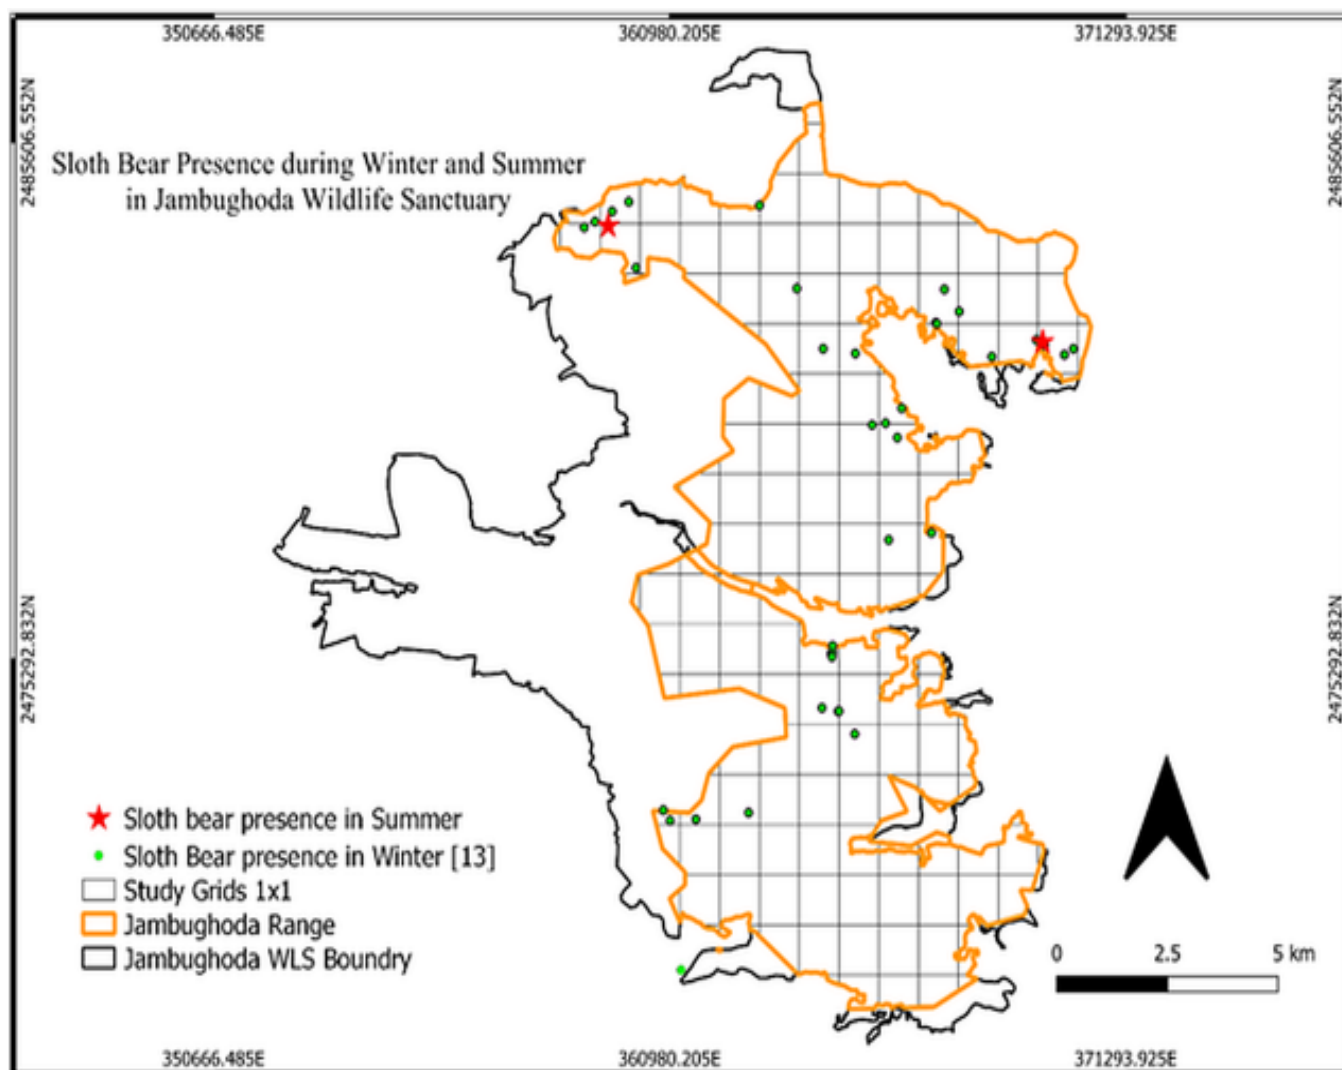 350666.485E 360980.205E 371293.925E
2485606.552N 2485606.552N
Sloth Bear Presence during Winter and Summer
in Jambughoda Wildlife Sanctuary
2475292.832N 2475292.832N
Sloth bear presence in Summer
Sloth Bear presence in Winter [13]
Study Grids 1x1
Jambughoda Range
Jambughoda WLS Boundry
0 2.5 5 km
350666.485E 360980.205E 371293.925E